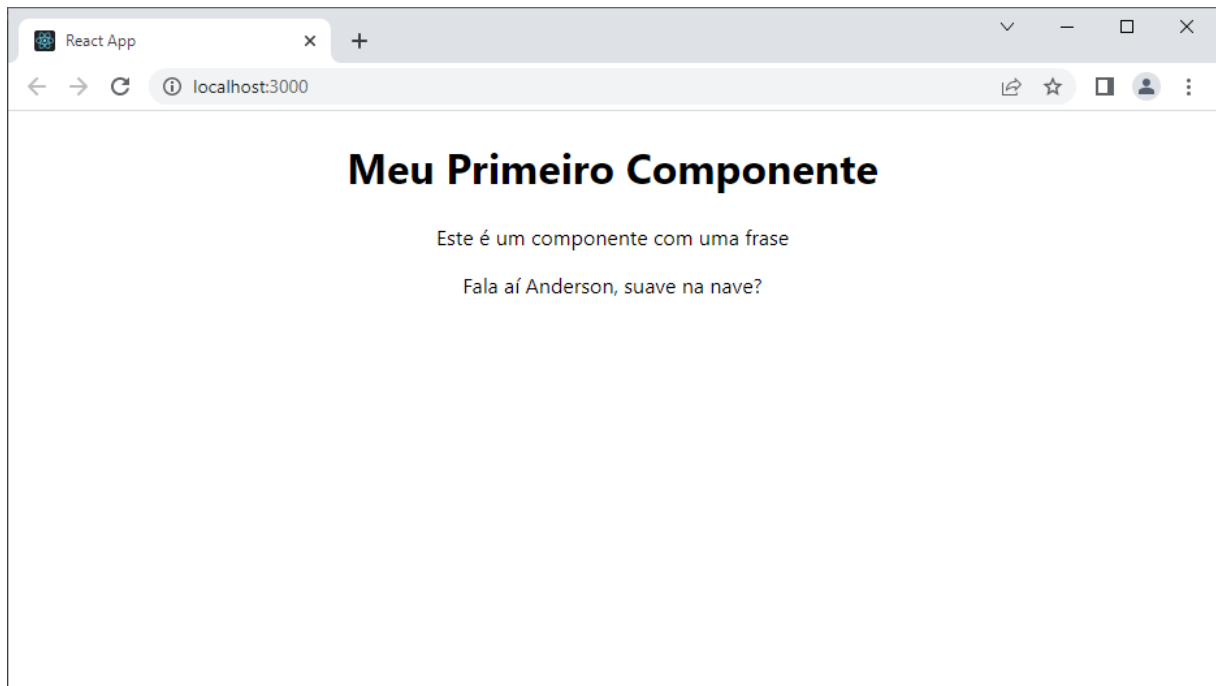 React App
localhost:3000
Meu Primeiro Componente
Este é um componente com uma frase
Fala aí Anderson, suave na nave?